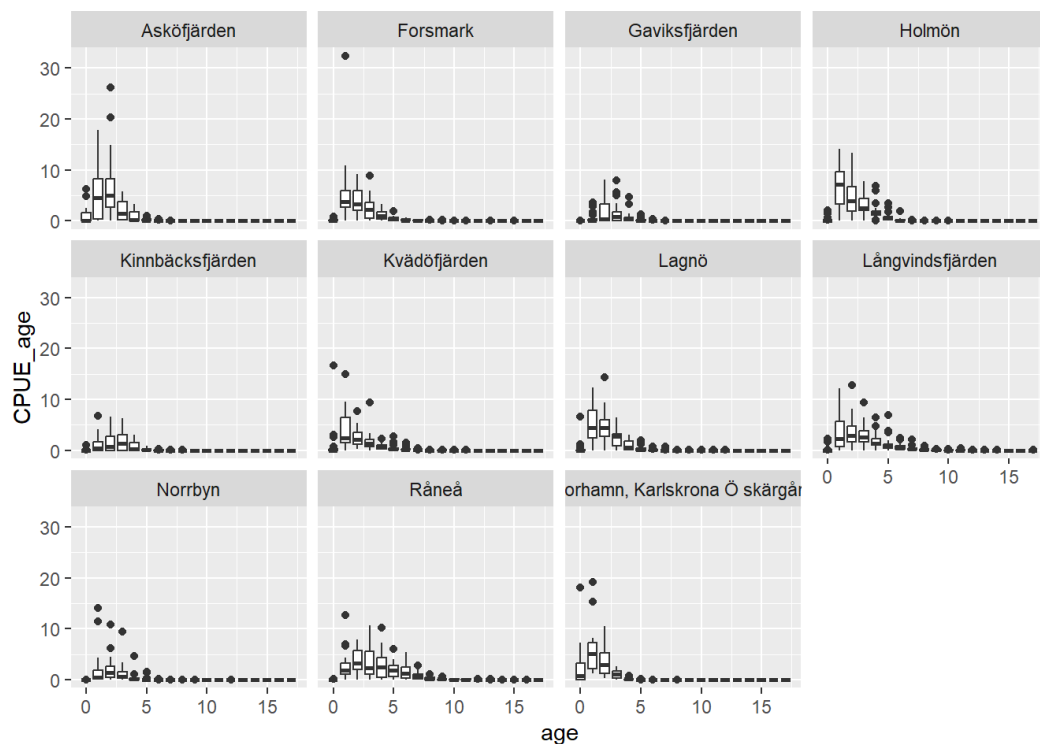 Asköfjärden Forsmark Gaviksfjärden Holmön
30
20
10
0
Kinnbäcksfjärden Kvädöfjärden Lagnö Långvindsfjärden
30
20
10
0
0 5 10 15
Norrbyn Råneå orhamn, Karlskrona Ö skärgår
30
20
10
0
0 5 10 15 0 5 10 15 0 5 10 15
age
CPUE_age